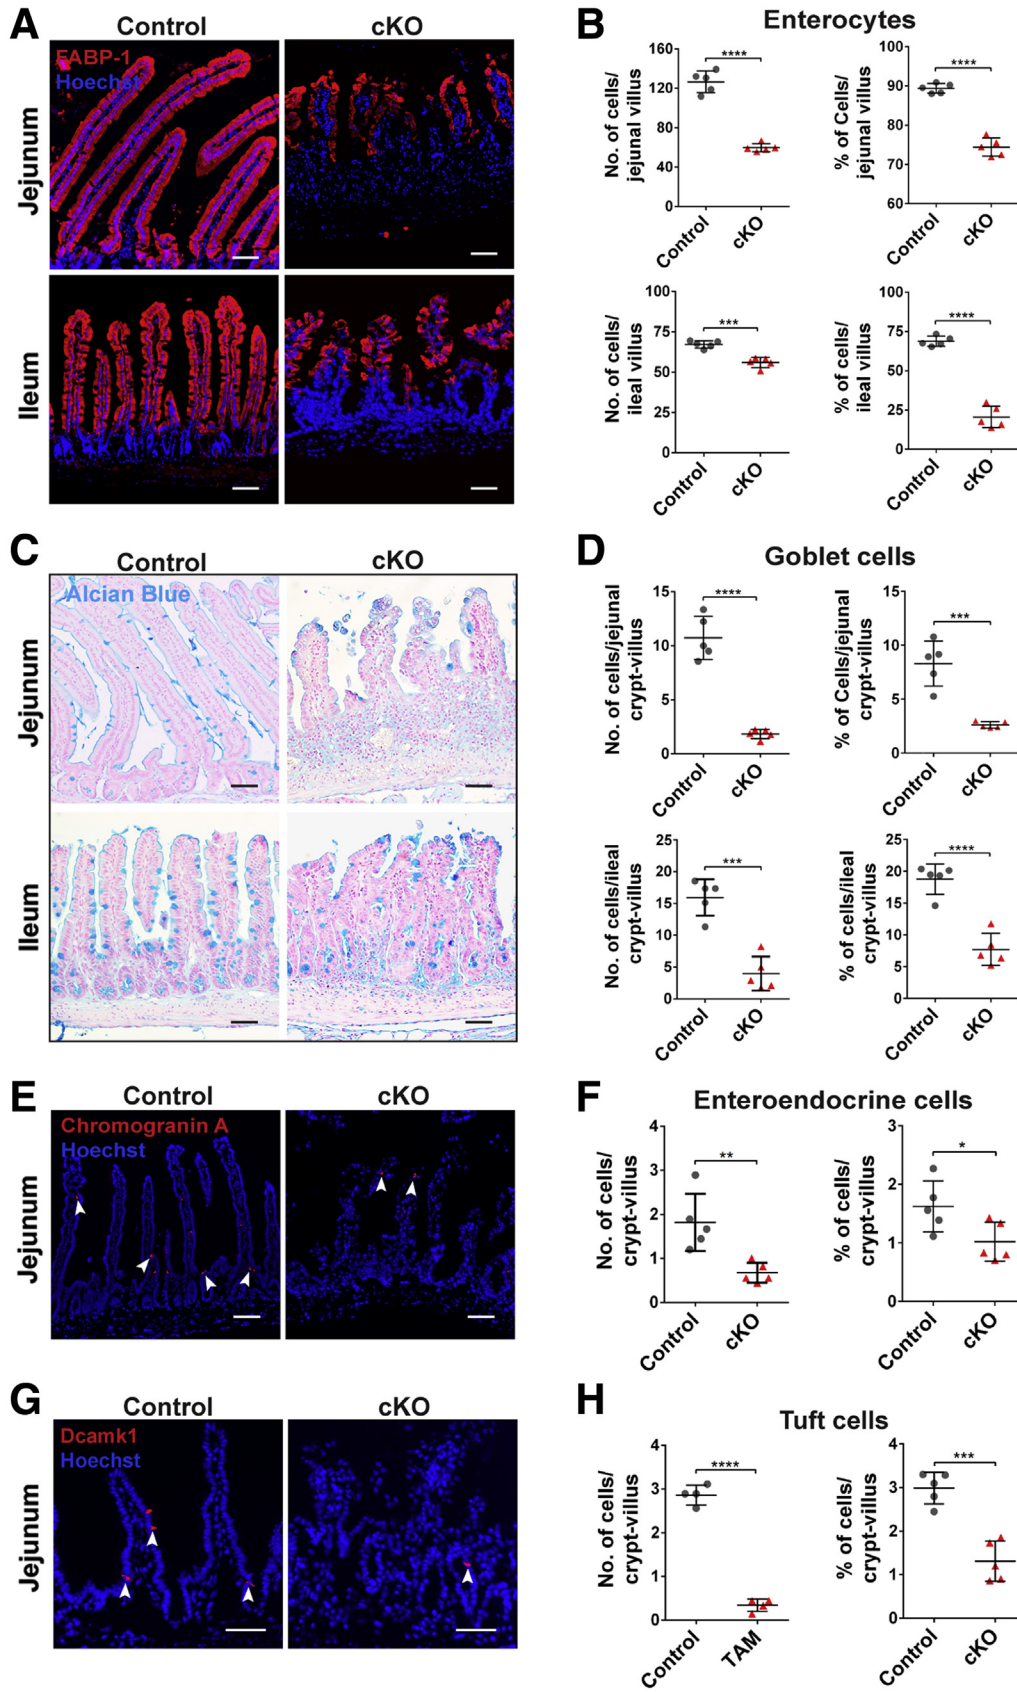 A
Control
cKO
FABP-1
Hoechst
Jejunum
Ileum
B
Enterocytes
No. of cells/
jejunal villus
160
120
80
40
0
****
Control
cKO
% of Cells/
jejunal villus
100
90
80
70
60
****
Control
cKO
No. of cells/
ileal villus
100
75
50
25
0
***
Control
cKO
% of cells/
ileal villus
100
75
50
25
0
****
Control
cKO
C
Control
cKO
Alcian Blue
Jejunum
Ileum
D
Goblet cells
No. of cells/jejunal
crypt-villus
15
10
5
0
****
Control
cKO
% of Cells/jejunal
crypt-villus
15
10
5
0
***
Control
cKO
No. of cells/ileal
crypt-villus
25
20
15
10
5
0
***
Control
cKO
% of cells/ileal
crypt-villus
25
20
15
10
5
0
****
Control
cKO
E
Control
cKO
Chromogranin A
Hoechst
Jejunum
F
Enteroendocrine cells
No. of cells/
crypt-villus
4
3
2
1
0
**
Control
cKO
% of cells/
crypt-villus
3
2
1
0
*
Control
cKO
G
Control
cKO
Dcamk1
Hoechst
Jejunum
H
Tuft cells
No. of cells/
crypt-villus
4
3
2
1
0
****
Control
TAM
% of cells/
crypt-villus
4
3
2
1
0
***
Control
cKO